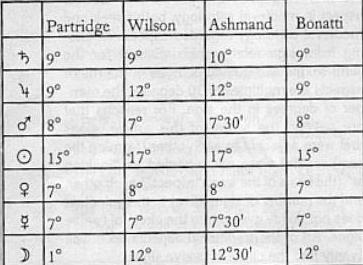 Partridge Wilson Ashmand Bonatti
♄ 9° 9° 10° 9°
♃ 9° 12° 12° 9°
♂ 8° 7° 7°30' 8°
☉ 15° 17° 17° 15°
♀ 7° 8° 8° 7°
☿ 7° 7° 7°30' 7°
☽ 1° 12° 12°30' 12°